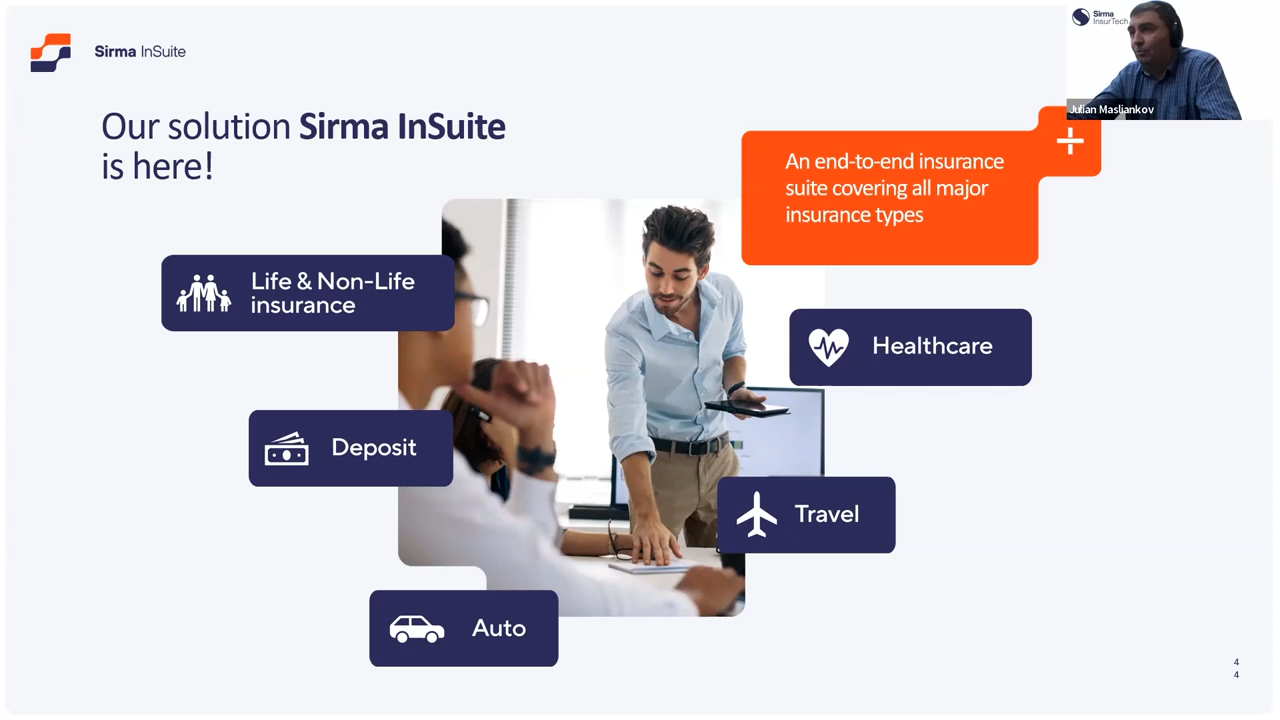 Sirma InSuite
Sirma
InsurTech
Julian Masliankov
Our solution Sirma InSuite
is here!
An end-to-end insurance
suite covering all major
insurance types
Life & Non-Life
insurance
Healthcare
Deposit
Travel
Auto
4
4